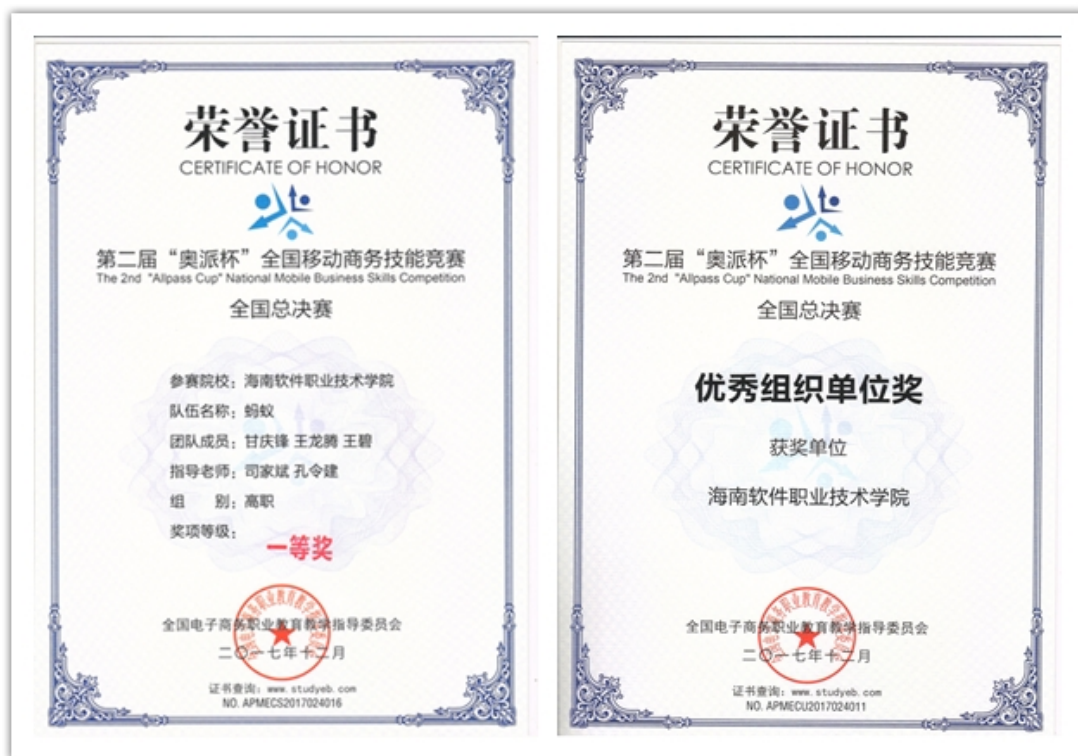 荣誉证书
CERTIFICATE OF HONOR
第二届“奥派杯”全国移动商务技能竞赛
The 2nd "Allpass Cup" National Mobile Business Skills Competition
全国总决赛
参赛院校：海南软件职业技术学院
队伍名称：蚂蚁
团队成员：甘庆锋 王龙腾 王碧
指导老师：司家斌 孔令建
组 别：高职
奖项等级：
一等奖
全国电子商务职业教育教学指导委员会
二〇一七年十二月
证书查询：www.studyeb.com
NO. APMECS2017024016
荣誉证书
CERTIFICATE OF HONOR
第二届“奥派杯”全国移动商务技能竞赛
The 2nd "Allpass Cup" National Mobile Business Skills Competition
全国总决赛
优秀组织单位奖
获奖单位
海南软件职业技术学院
全国电子商务职业教育教学指导委员会
二〇一七年十二月
证书查询：www.studyeb.com
NO. APMECU2017024011